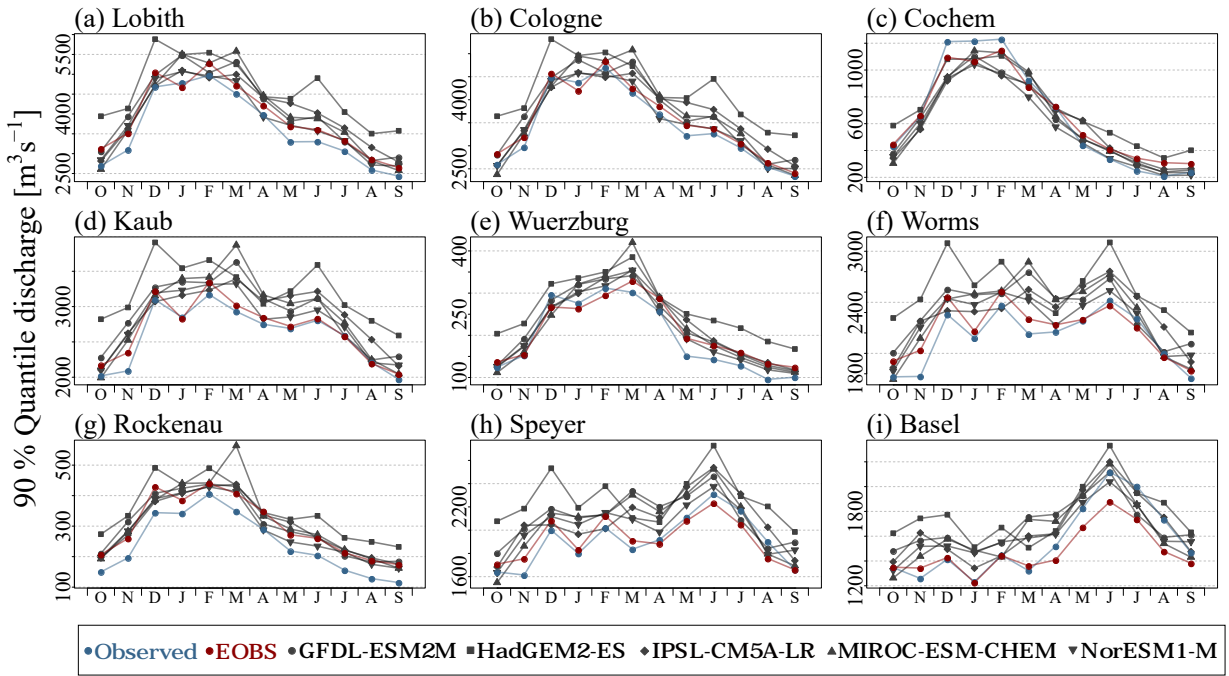 (a) Lobith
(b) Cologne
(c) Cochem
2500 4000 5500
2500 4000
200 600 1000
O N D J F M A M J J A S
O N D J F M A M J J A S
O N D J F M A M J J A S
(d) Kaub
(e) Wuerzburg
(f) Worms
2000 3000
100 250 400
1800 2400 3000
O N D J F M A M J J A S
O N D J F M A M J J A S
O N D J F M A M J J A S
(g) Rockenau
(h) Speyer
(i) Basel
100 300 500
1600 2200
1200 1800
O N D J F M A M J J A S
O N D J F M A M J J A S
O N D J F M A M J J A S
90 % Quantile discharge [m³s⁻¹]
Observed EOBS GFDL-ESM2M HadGEM2-ES IPSL-CM5A-LR MIROC-ESM-CHEM NorESM1-M